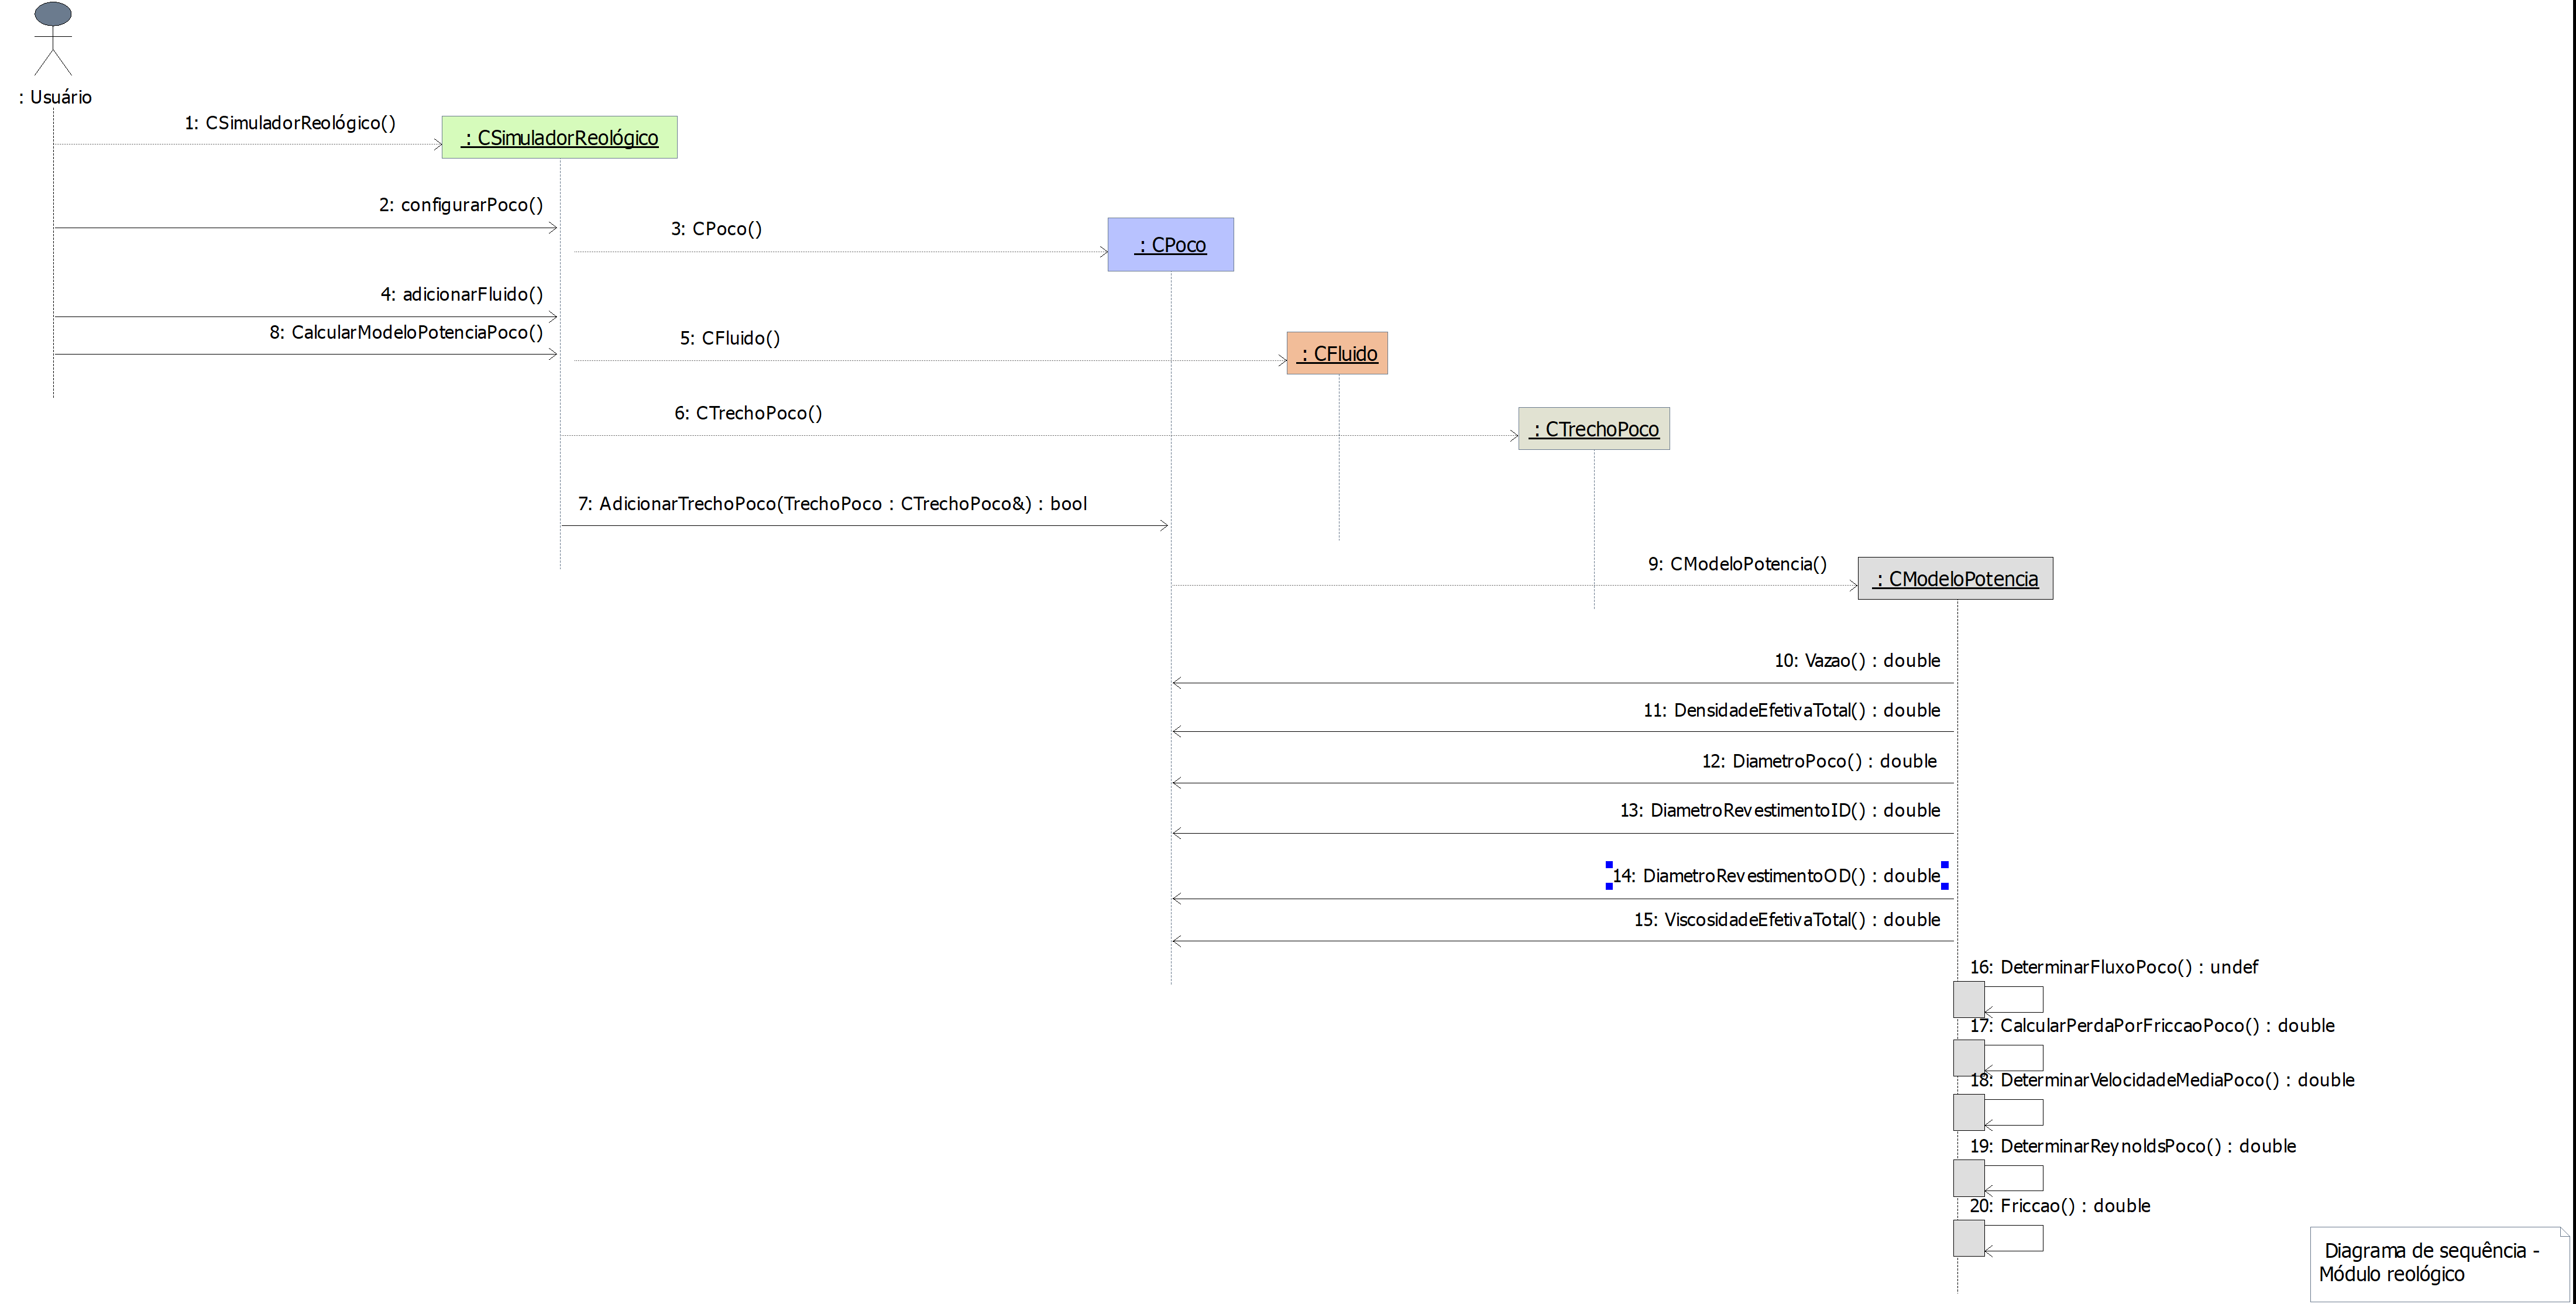 : Usuário
1: CSimuladorReológico()
: CSimuladorReológico
2: configurarPoco()
3: CPoco()
: CPoco
4: adicionarFluido()
8: CalcularModeloPotenciaPoco()
5: CFluido()
: CFluido
6: CTrechoPoco()
: CTrechoPoco
7: AdicionarTrechoPoco(TrechoPoco : CTrechoPoco&) : bool
9: CModeloPotencia()
: CModeloPotencia
10: Vazao() : double
11: DensidadeEfetivaTotal() : double
12: DiametroPoco() : double
13: DiametroRevestimentoID() : double
14: DiametroRevestimentoOD() : double
15: ViscosidadeEfetivaTotal() : double
16: DeterminarFluxoPoco() : undef
17: CalcularPerdaPorFriccaoPoco() : double
18: DeterminarVelocidadeMediaPoco() : double
19: DeterminarReynoldsPoco() : double
20: Friccao() : double
Diagrama de sequência -
Módulo reológico